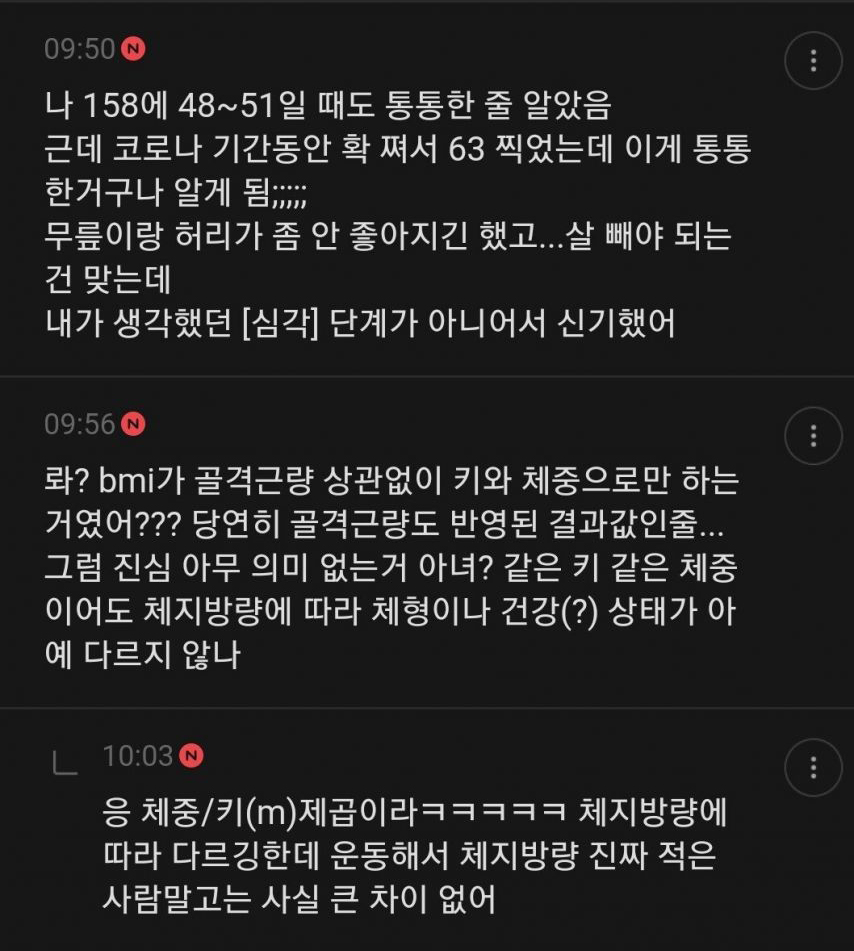 09:50 N
나 158에 48~51일 때도 통통한 줄 알았음
근데 코로나 기간동안 확 쪄서 63 찍었는데 이게 통통
한거구나 알게 됨;;;;;
무릎이랑 허리가 좀 안 좋아지긴 했고...살 빼야 되는
건 맞는데
내가 생각했던 [심각] 단계가 아니어서 신기했어
09:56 N
롸? bmi가 골격근량 상관없이 키와 체중으로만 하는
거였어??? 당연히 골격근량도 반영된 결과값인줄...
그럼 진심 아무 의미 없는거 아녀? 같은 키 같은 체중
이어도 체지방량에 따라 체형이나 건강(?) 상태가 아
예 다르지 않나
10:03 N
응 체중/키(m)제곱이라ㅋㅋㅋㅋㅋ 체지방량에
따라 다르깅한데 운동해서 체지방량 진짜 적은
사람말고는 사실 큰 차이 없어